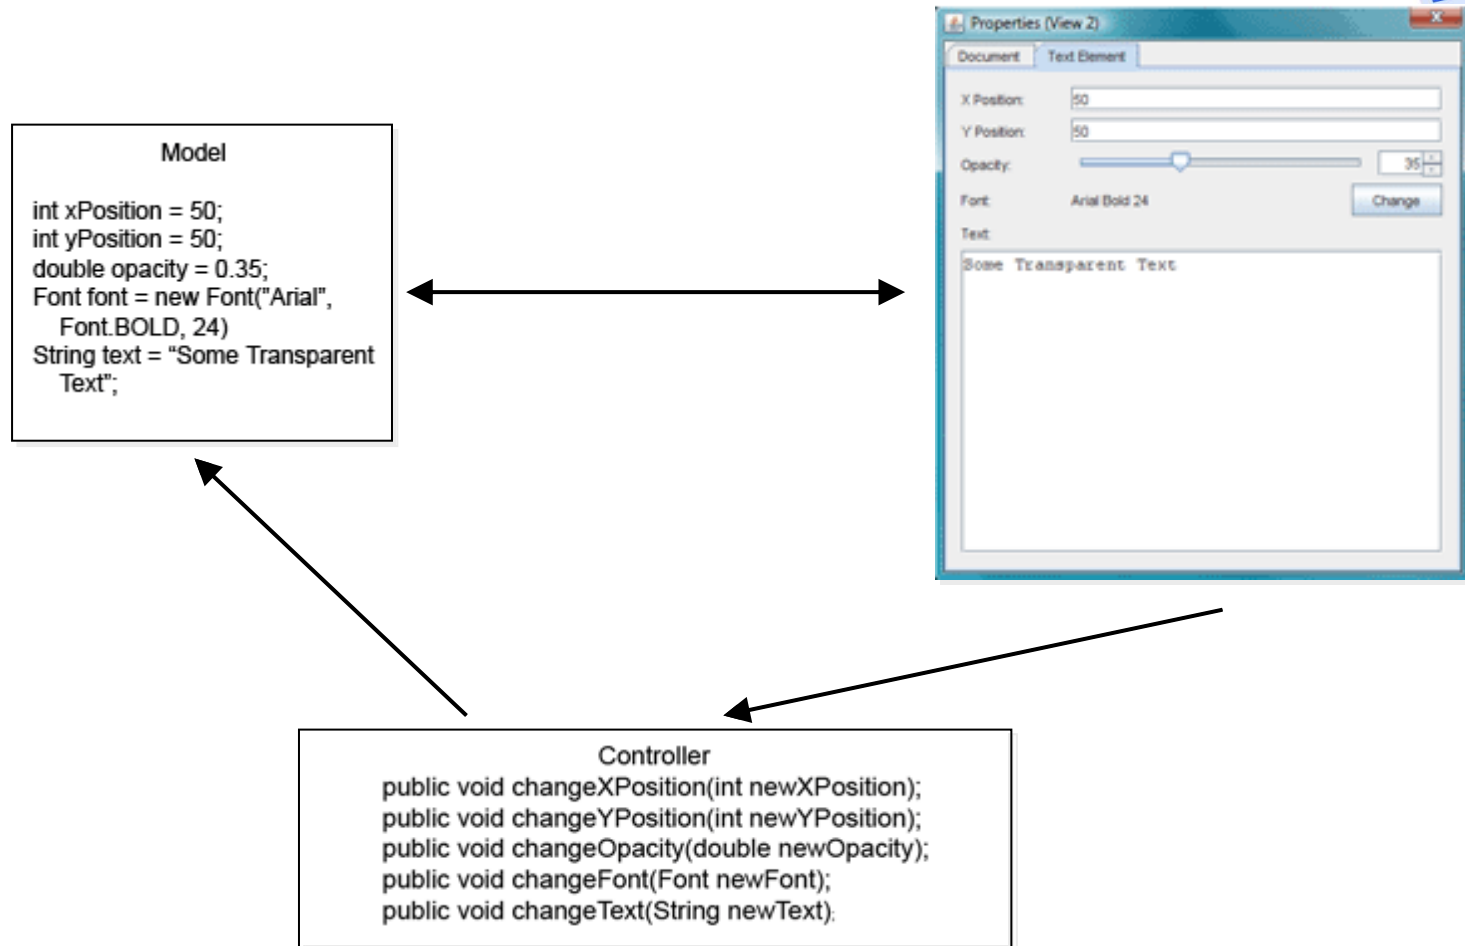 Model
int xPosition = 50;
int yPosition = 50;
double opacity = 0.35;
Font font = new Font("Arial",
Font.BOLD, 24)
String text = “Some Transparent
Text";
Properties (View 2)
Document Text Element
X Position: 50
Y Position: 50
Opacity: 35
Font: Arial Bold 24 Change
Text:
Some Transparent Text
Controller
public void changeXPosition(int newXPosition);
public void changeYPosition(int newYPosition);
public void changeOpacity(double newOpacity);
public void changeFont(Font newFont);
public void changeText(String newText);